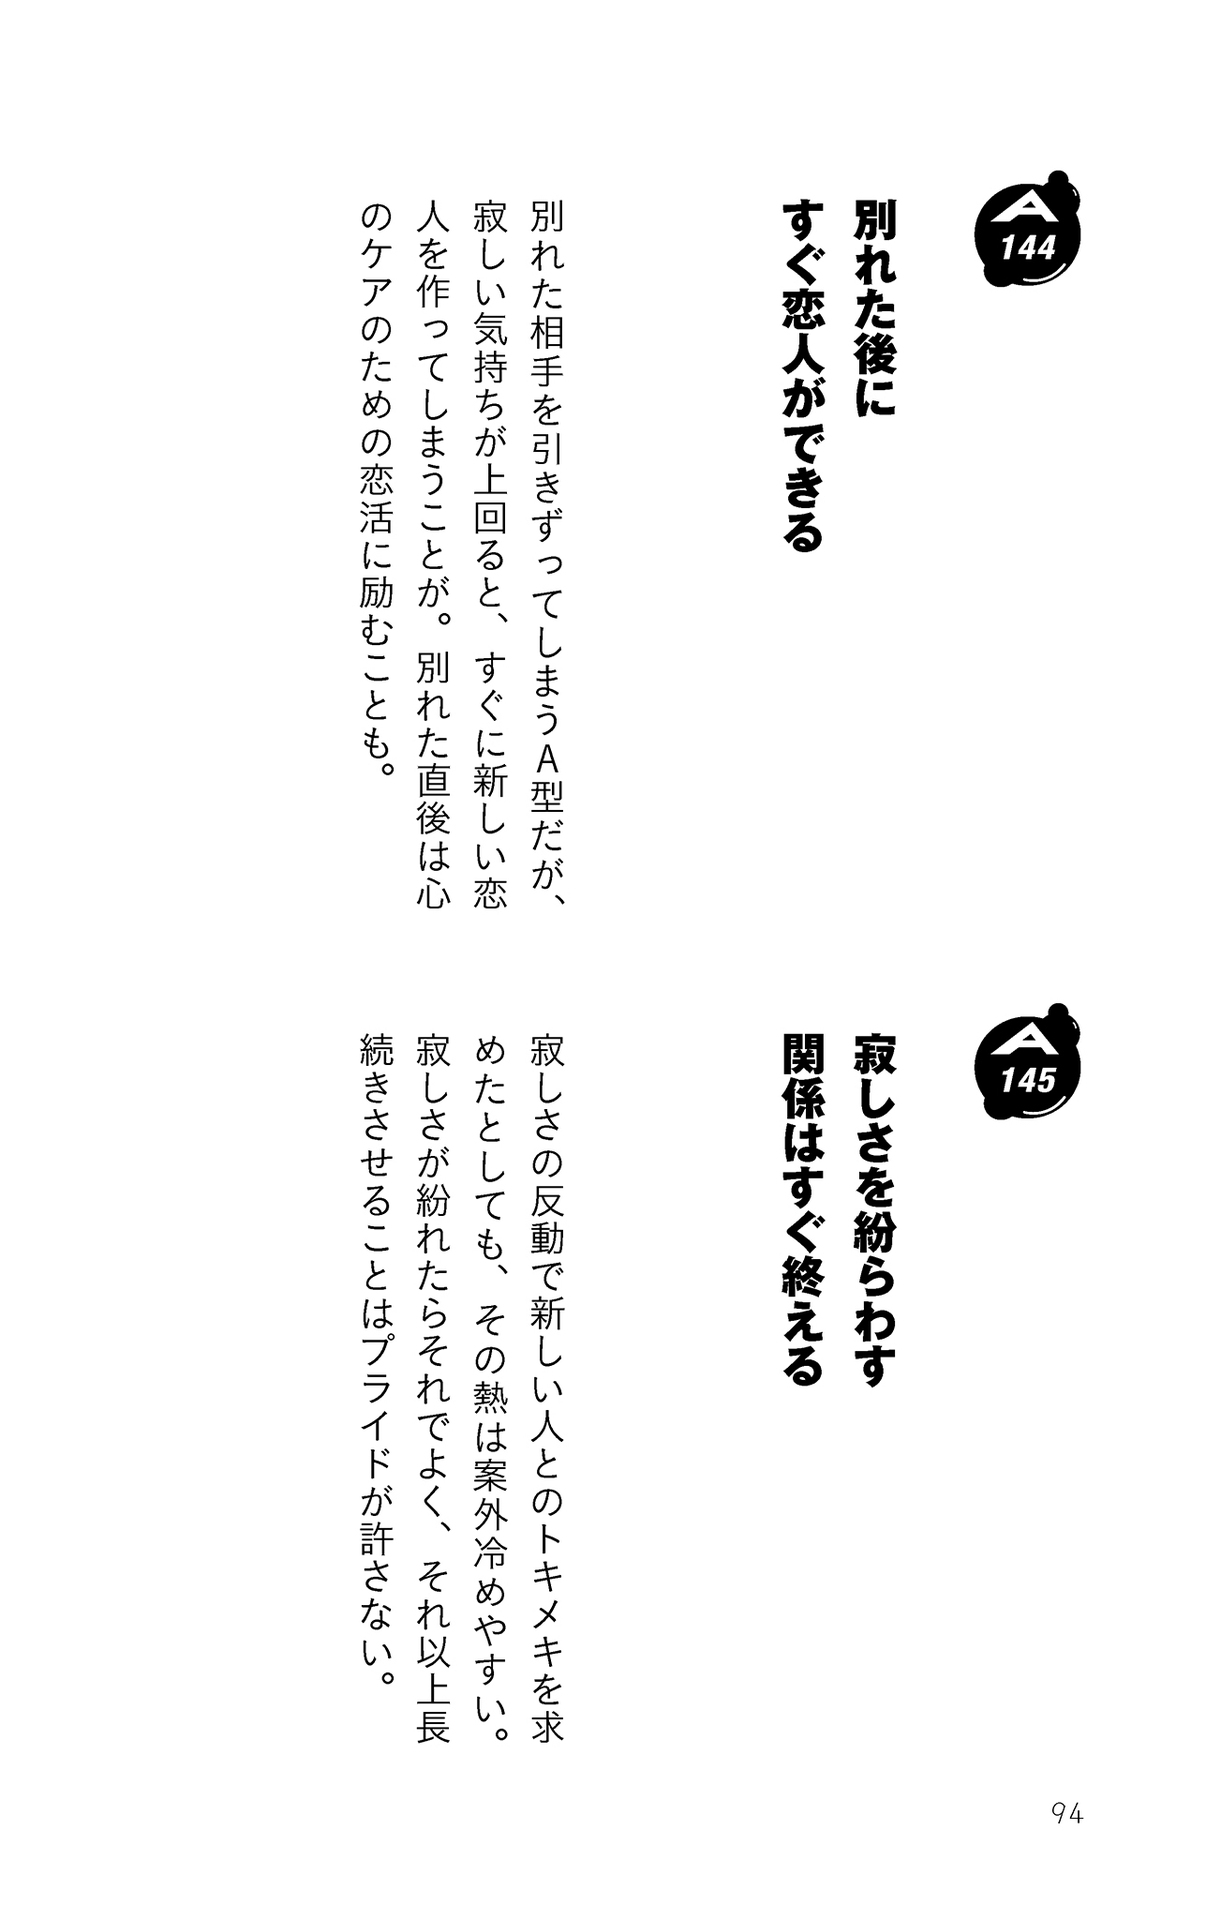 A
144
別れた後に
すぐ恋人ができる
別れた相手を引きずってしまうA型だが、
寂しい気持ちが上回ると、すぐに新しい恋
人を作ってしまうことが。別れた直後は心
のケアのための恋活に励むことも。
A
145
寂しさを紛らわす
関係はすぐ終える
寂しさの反動で新しい人とのトキメキを求
めたとしても、その熱は案外冷めやすい。
寂しさが紛れたらそれでよく、それ以上長
続きさせることはプライドが許さない。
94